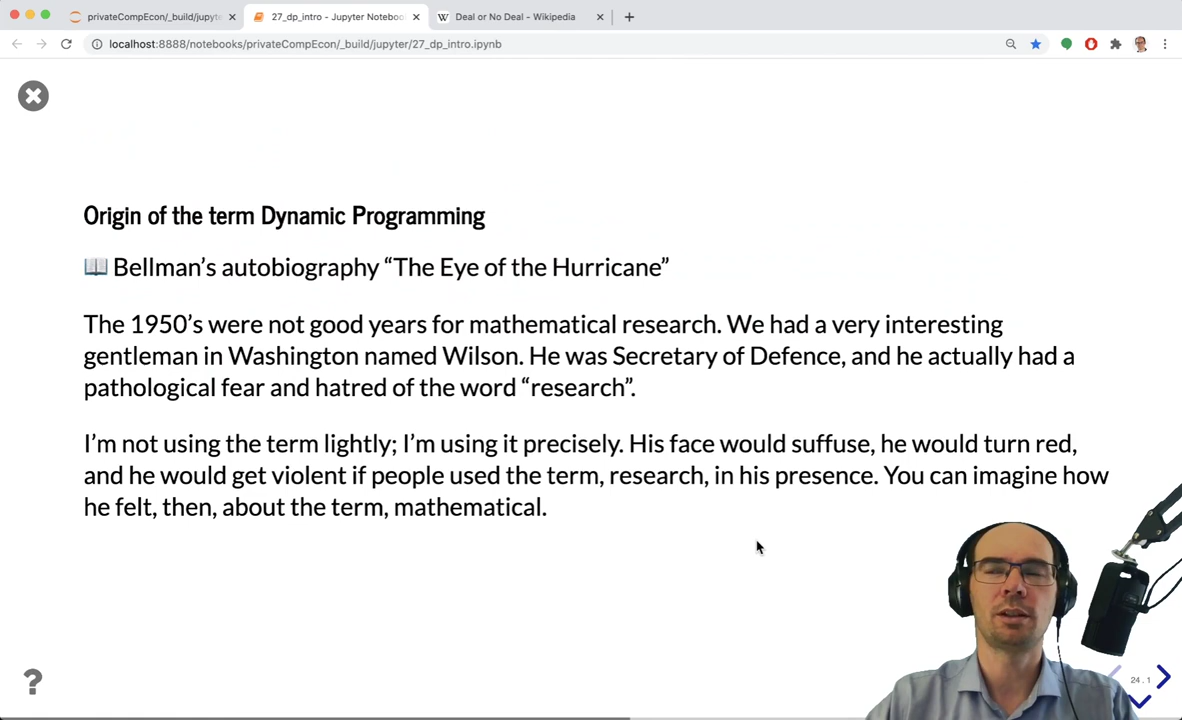 privateCompEcon/_build/jupyte
27_dp_intro - Jupyter Noteboo
Deal or No Deal - Wikipedia
localhost:8888/notebooks/privateCompEcon/_build/jupyter/27_dp_intro.ipynb
Origin of the term Dynamic Programming
📖 Bellman’s autobiography “The Eye of the Hurricane”
The 1950’s were not good years for mathematical research. We had a very interesting
gentleman in Washington named Wilson. He was Secretary of Defence, and he actually had a
pathological fear and hatred of the word “research”.
I’m not using the term lightly; I’m using it precisely. His face would suffuse, he would turn red,
and he would get violent if people used the term, research, in his presence. You can imagine how
he felt, then, about the term, mathematical.
?
24 . 1